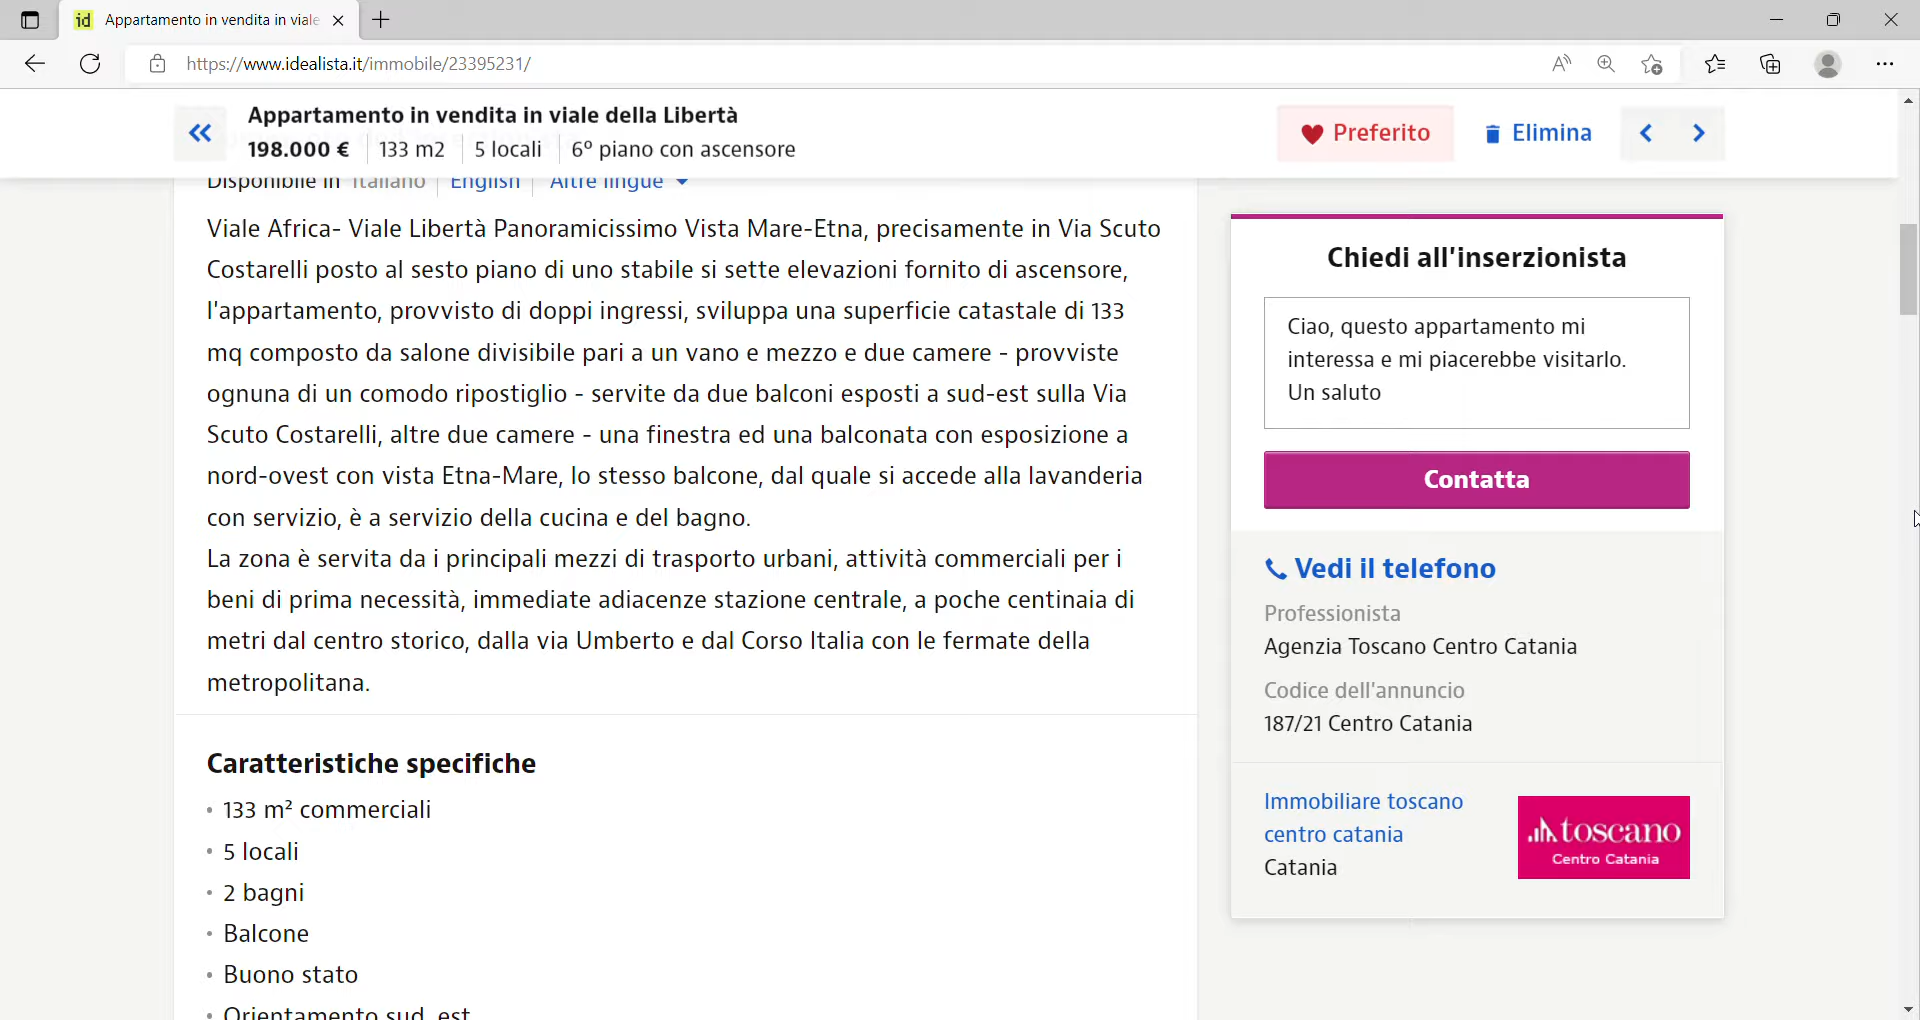 Appartamento in vendita in viale
https://www.idealista.it/immobile/23395231/
Appartamento in vendita in viale della Libertà
198.000 € 133 m2 5 locali 6º piano con ascensore
Preferito
Elimina
Disponibile in Italiano English Altre lingue
Viale Africa- Viale Libertà Panoramicissimo Vista Mare-Etna, precisamente in Via Scuto
Costarelli posto al sesto piano di uno stabile si sette elevazioni fornito di ascensore,
l'appartamento, provvisto di doppi ingressi, sviluppa una superficie catastale di 133
mq composto da salone divisibile pari a un vano e mezzo e due camere - provviste
ognuna di un comodo ripostiglio - servite da due balconi esposti a sud-est sulla Via
Scuto Costarelli, altre due camere - una finestra ed una balconata con esposizione a
nord-ovest con vista Etna-Mare, lo stesso balcone, dal quale si accede alla lavanderia
con servizio, è a servizio della cucina e del bagno.
La zona è servita da i principali mezzi di trasporto urbani, attività commerciali per i
beni di prima necessità, immediate adiacenze stazione centrale, a poche centinaia di
metri dal centro storico, dalla via Umberto e dal Corso Italia con le fermate della
metropolitana.
Caratteristiche specifiche
• 133 m² commerciali
• 5 locali
• 2 bagni
• Balcone
• Buono stato
• Orientamento sud, est
Chiedi all'inserzionista
Ciao, questo appartamento mi
interessa e mi piacerebbe visitarlo.
Un saluto
Contatta
Vedi il telefono
Professionista
Agenzia Toscano Centro Catania
Codice dell'annuncio
187/21 Centro Catania
Immobiliare toscano
centro catania
Catania
toscano
Centro Catania